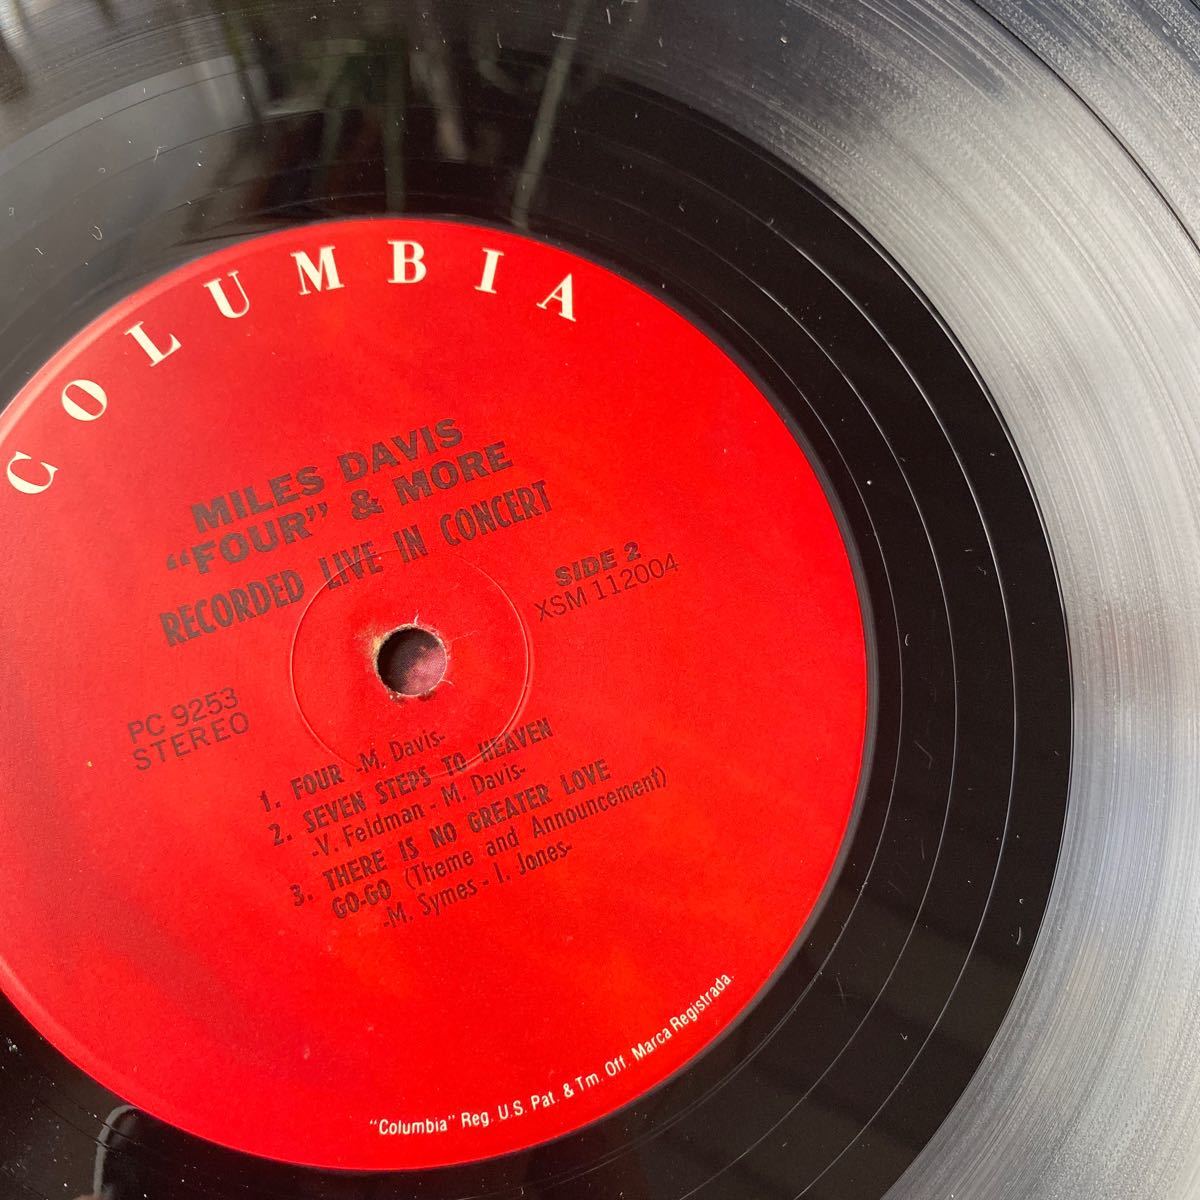 COLUMBIA
MILES DAVIS
"FOUR" & MORE
RECORDED LIVE IN CONCERT
SIDE 2
XSM 112004
PC 9253
STEREO
1. FOUR -M. Davis-
2. SEVEN STEPS TO HEAVEN
-V. Feldman - M. Davis-
3. THERE IS NO GREATER LOVE
GO-GO (Theme and Announcement)
-M. Symes - I. Jones-
"Columbia" Reg. U.S. Pat. & Tm. Off. Marca Registrada.